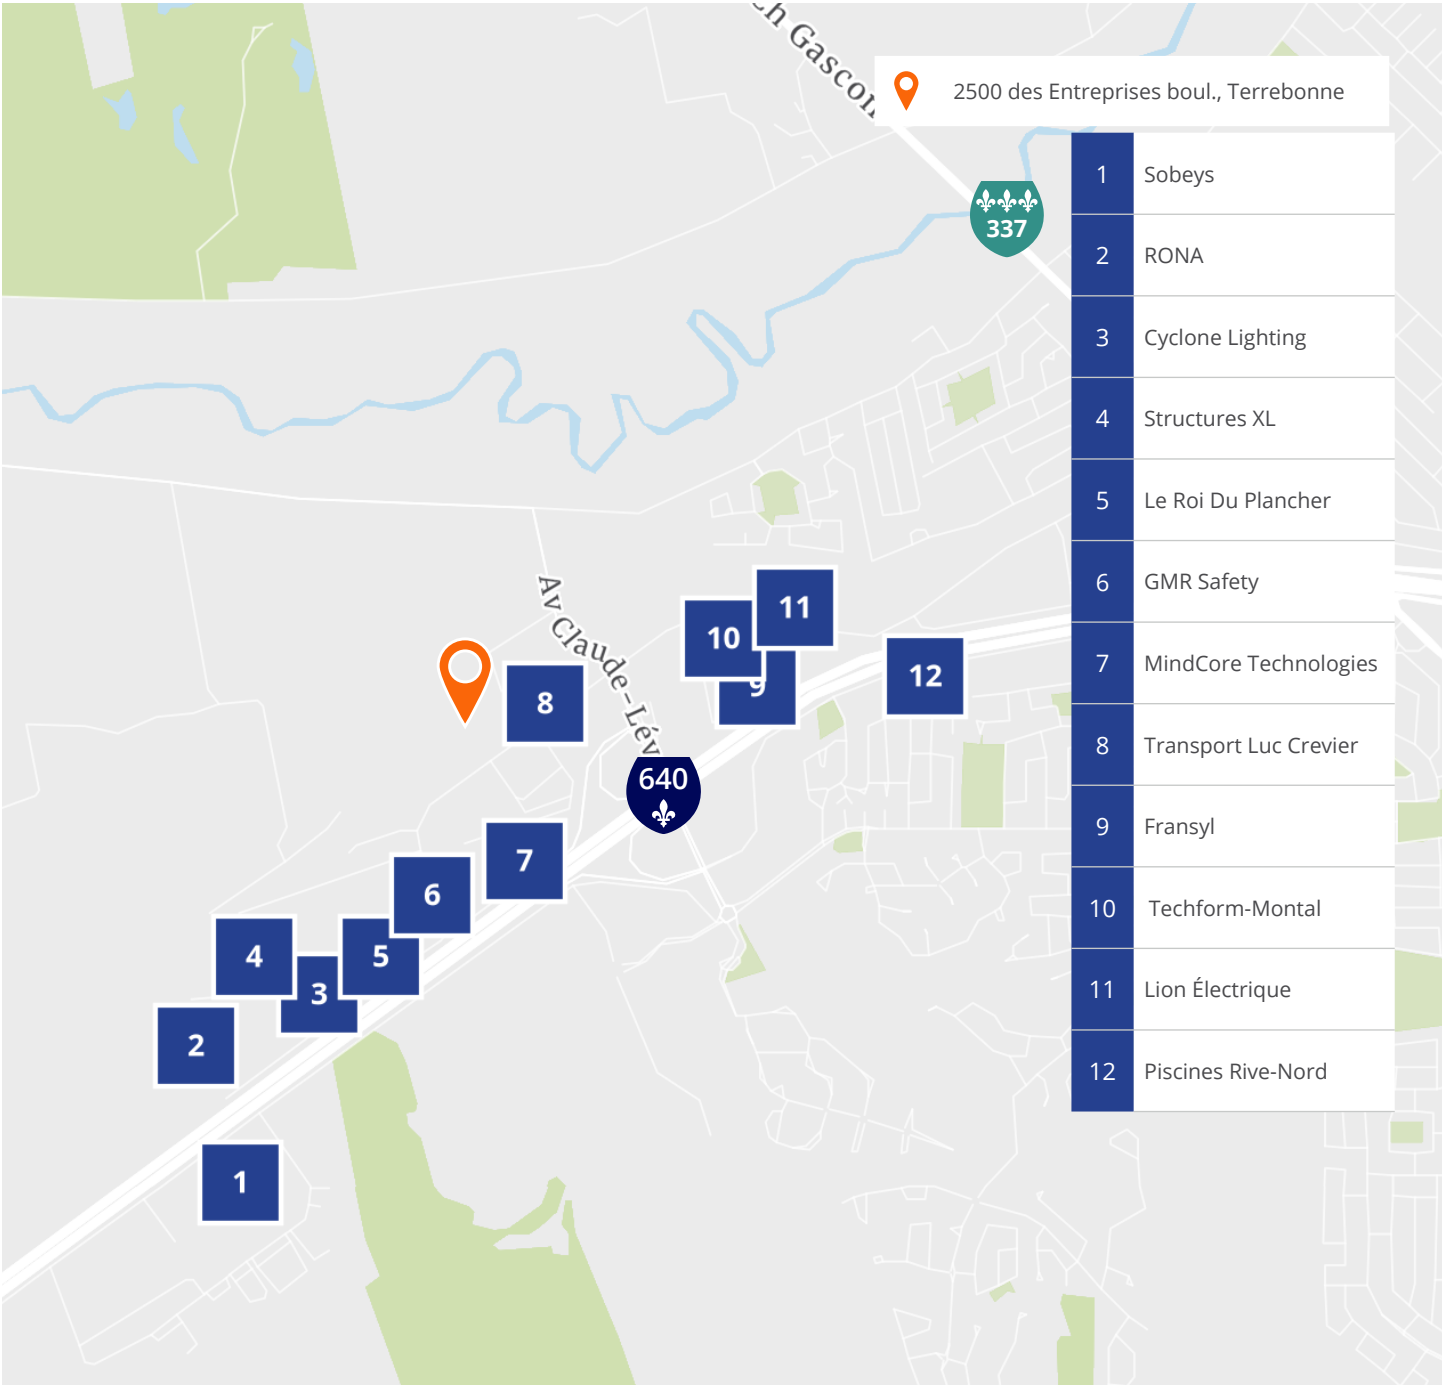 Ch Gascon
2500 des Entreprises boul., Terrebonne
337
1 Sobeys
2 RONA
3 Cyclone Lighting
4 Structures XL
5 Le Roi Du Plancher
6 GMR Safety
7 MindCore Technologies
8 Transport Luc Crevier
9 Fransyl
10 Techform-Montal
11 Lion Électrique
12 Piscines Rive-Nord
Av Claude-Lév
11
10
9
12
8
640
7
6
5
4
3
2
1